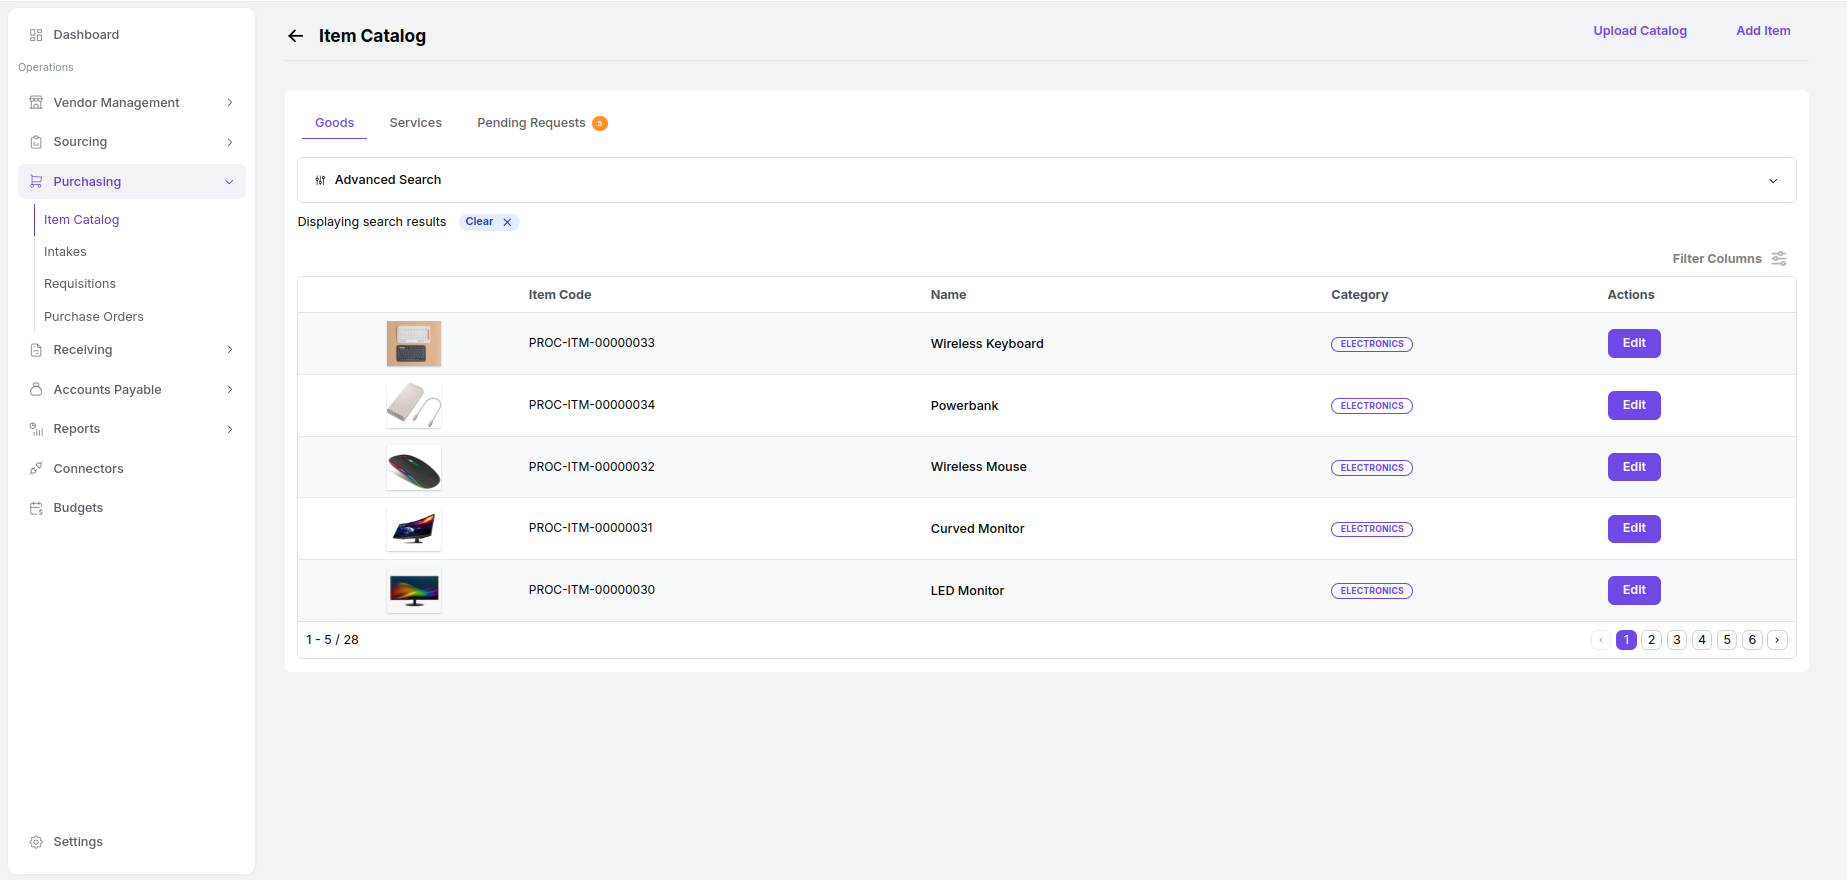 Dashboard
Operations
Vendor Management
Sourcing
Purchasing
Item Catalog
Intakes
Requisitions
Purchase Orders
Receiving
Accounts Payable
Reports
Connectors
Budgets
Settings
Item Catalog
Upload Catalog
Add Item
Goods
Services
Pending Requests 5
Advanced Search
Displaying search results Clear
Filter Columns
Item Code Name Category Actions
PROC-ITM-00000033 Wireless Keyboard ELECTRONICS Edit
PROC-ITM-00000034 Powerbank ELECTRONICS Edit
PROC-ITM-00000032 Wireless Mouse ELECTRONICS Edit
PROC-ITM-00000031 Curved Monitor ELECTRONICS Edit
PROC-ITM-00000030 LED Monitor ELECTRONICS Edit
1 - 5 / 28 ‹ 1 2 3 4 5 6 ›